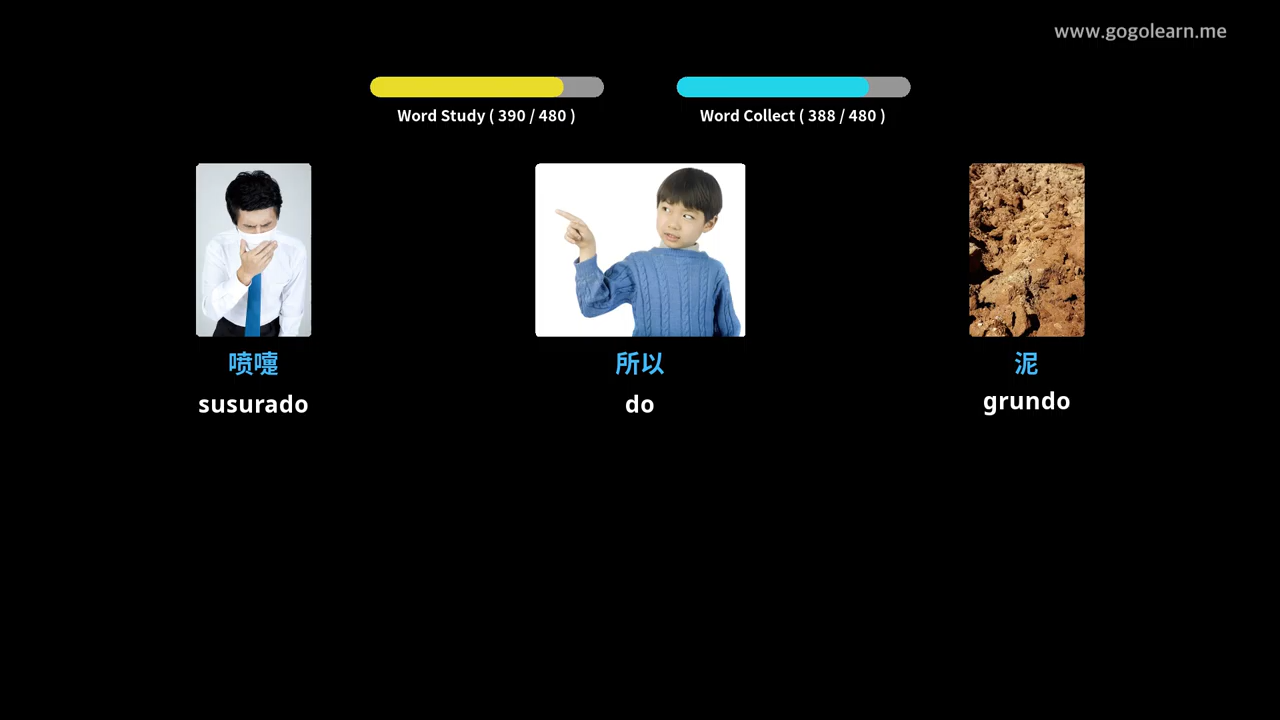 www.gogolearn.me
Word Study ( 390 / 480 )
Word Collect ( 388 / 480 )
喷嚏
susurado
所以
do
泥
grundo